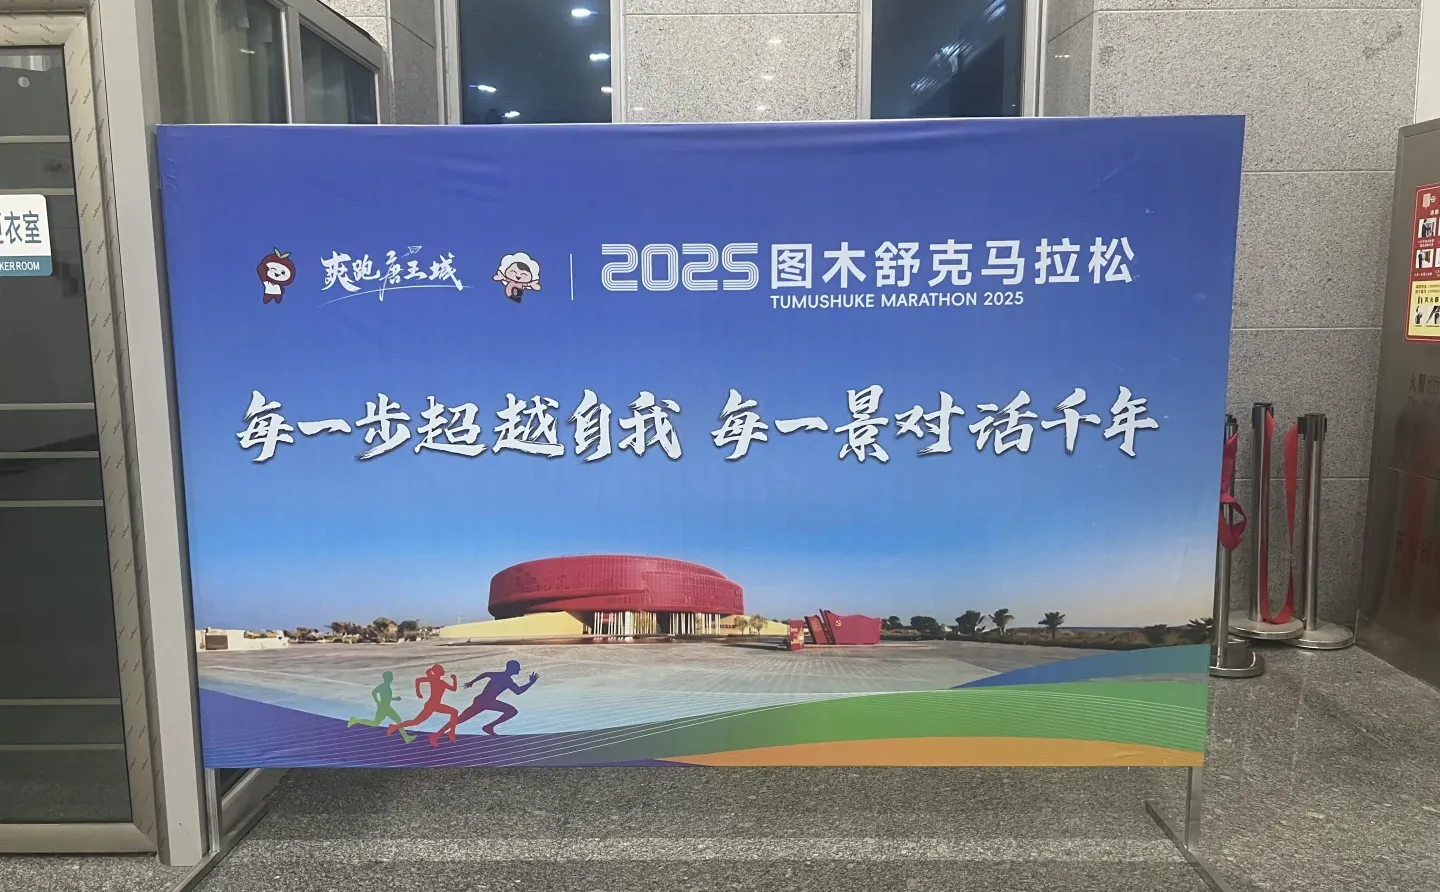 爽跑唐王城
2025图木舒克马拉松
TUMUSHUKE MARATHON 2025
每一步超越自我 每一景对话千年
衣室
KER ROOM